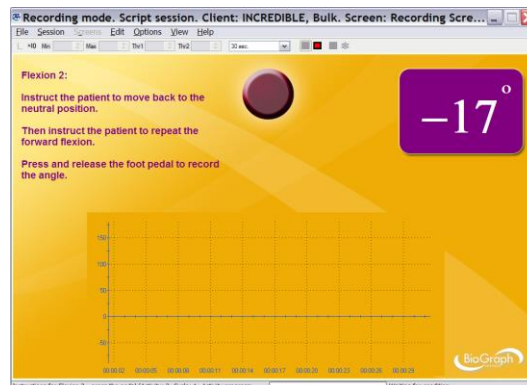 Recording mode. Script session. Client: INCREDIBLE, Bulk. Screen: Recording Scre...
File Session Screens Edit Options View Help
Min Max Thr1 Thr2 30 sec.
Flexion 2:
Instruct the patient to move back to the
neutral position.
Then instruct the patient to repeat the
forward flexion.
Press and release the foot pedal to record
the angle.
−17°
150
100
50
0
50
00:00:02 00:00:05 00:00:08 00:00:11 00:00:14 00:00:17 00:00:20 00:00:23 00:00:26 00:00:29
BioGraph